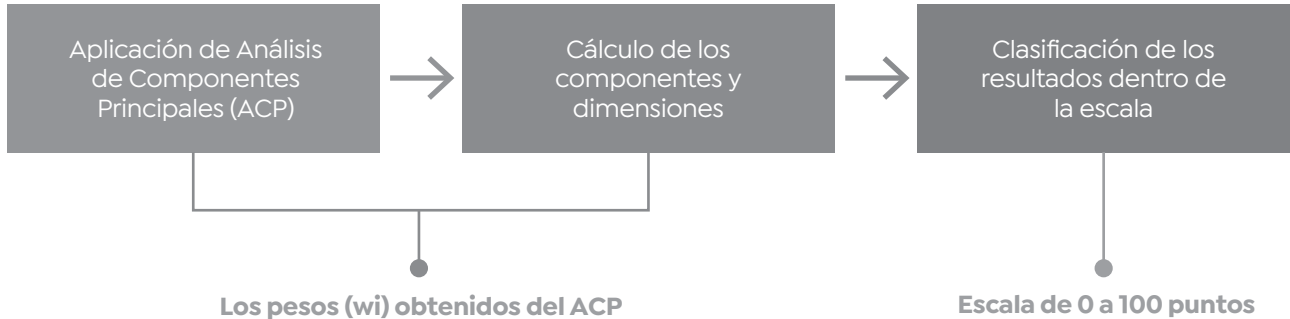 Aplicación de Análisis
de Componentes
Principales (ACP)
Cálculo de los
componentes y
dimensiones
Clasificación de los
resultados dentro de
la escala
Los pesos (wi) obtenidos del ACP
Escala de 0 a 100 puntos